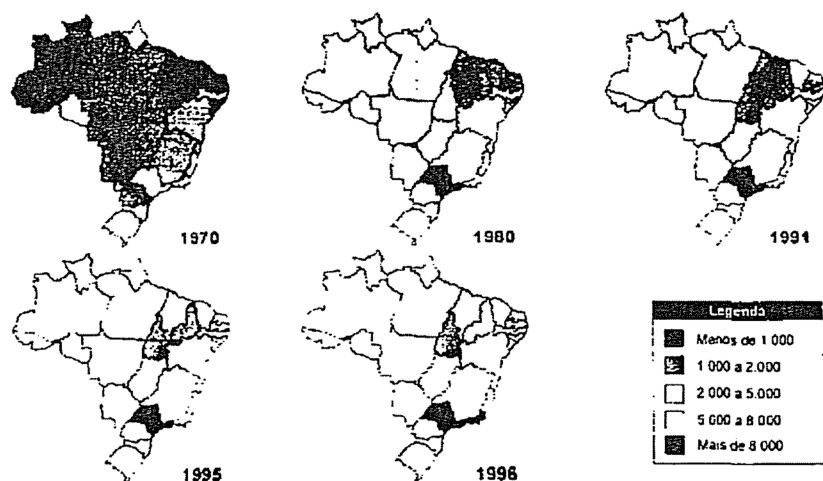 1970
1980
1991
1995
1996
Legenda
Menos de 1 000
1 000 a 2.000
2 000 a 5.000
5 000 a 8 000
Mais de 8 000